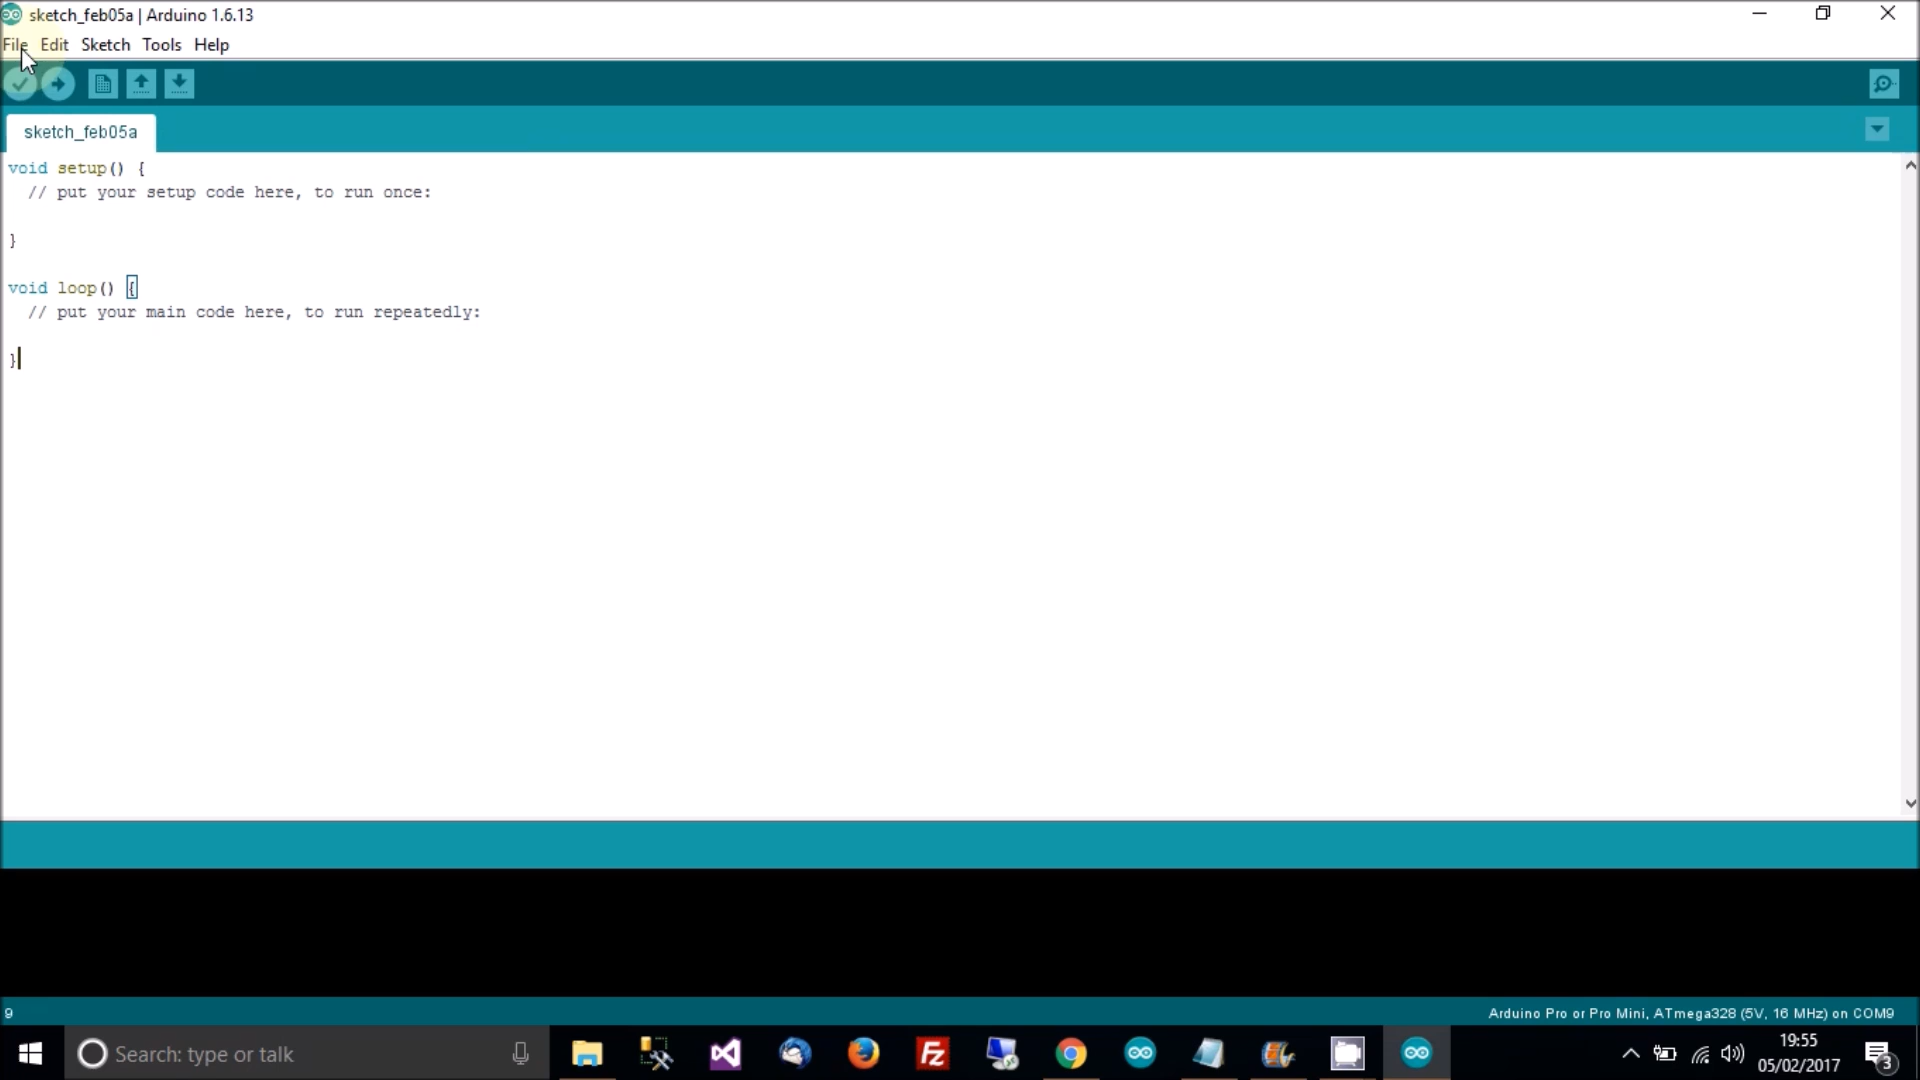 sketch_feb05a | Arduino 1.6.13
File Edit Sketch Tools Help
sketch_feb05a
void setup() {
  // put your setup code here, to run once:
}
void loop() {
  // put your main code here, to run repeatedly:
}
9
Arduino Pro or Pro Mini, ATmega328 (5V, 16 MHz) on COM9
Search: type or talk
Fz
19:55
05/02/2017
3